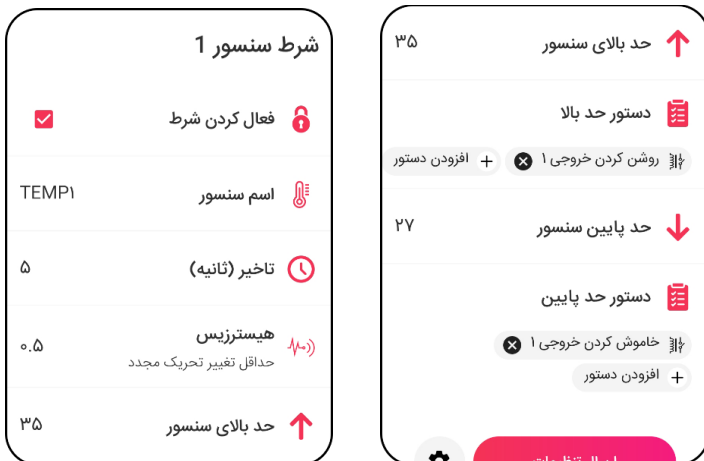 شرط سنسور 1
فعال کردن شرط
اسم سنسور TEMP۱
تاخیر (ثانیه) ۵
هیسترزیس ۰.۵
حداقل تغییر تحریک مجدد
حد بالای سنسور ۳۵
حد بالای سنسور ۳۵
دستور حد بالا
روشن کردن خروجی ۱ افزودن دستور
حد پایین سنسور ۲۷
دستور حد پایین
خاموش کردن خروجی ۱
افزودن دستور